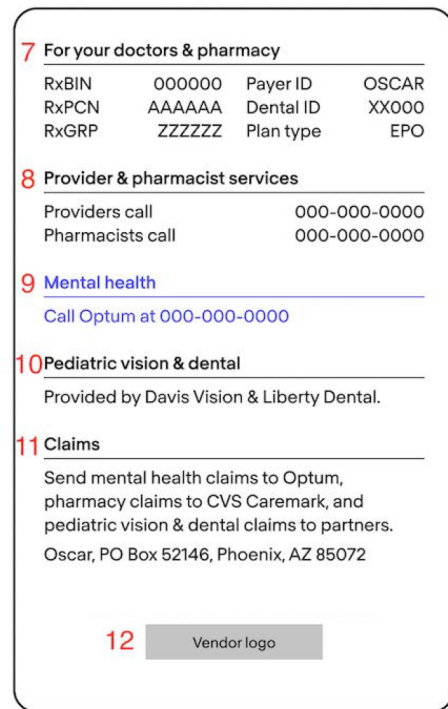 7 For your doctors & pharmacy
RxBIN 000000 Payer ID OSCAR
RxPCN AAAAAA Dental ID XX000
RxGRP ZZZZZZ Plan type EPO
8 Provider & pharmacist services
Providers call 000-000-0000
Pharmacists call 000-000-0000
9 Mental health
Call Optum at 000-000-0000
10 Pediatric vision & dental
Provided by Davis Vision & Liberty Dental.
11 Claims
Send mental health claims to Optum,
pharmacy claims to CVS Caremark, and
pediatric vision & dental claims to partners.
Oscar, PO Box 52146, Phoenix, AZ 85072
12 Vendor logo